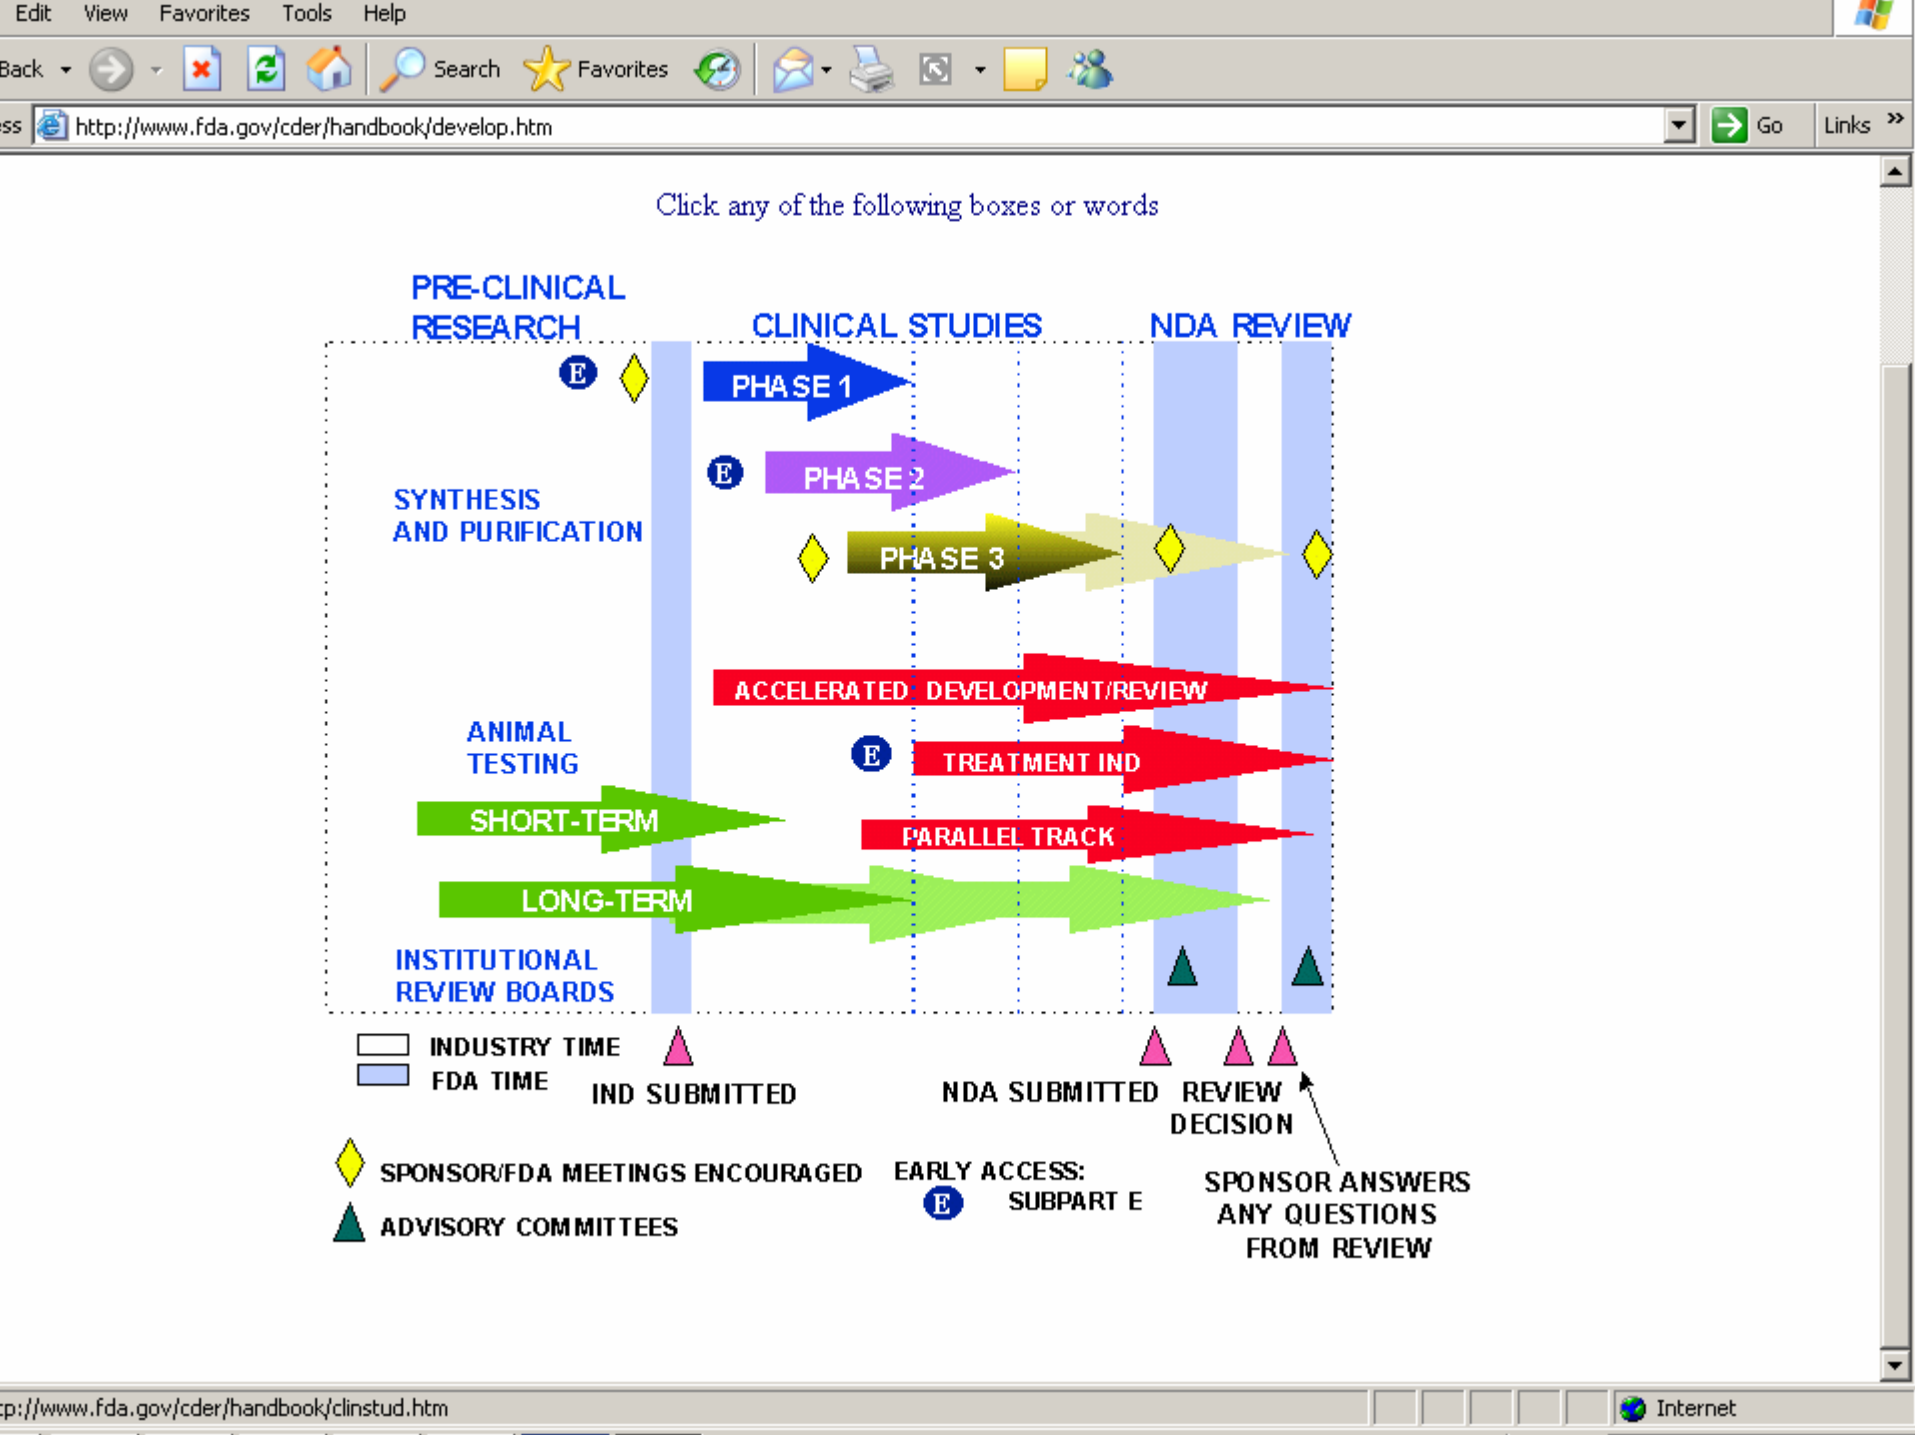 Edit View Favorites Tools Help
Back Search Favorites
ess http://www.fda.gov/cder/handbook/develop.htm Go Links »
Click any of the following boxes or words
PRE-CLINICAL
RESEARCH
CLINICAL STUDIES
NDA REVIEW
E
PHASE 1
E
PHASE 2
SYNTHESIS
AND PURIFICATION
PHASE 3
ACCELERATED DEVELOPMENT/REVIEW
ANIMAL
TESTING
E
TREATMENT IND
SHORT-TERM
PARALLEL TRACK
LONG-TERM
INSTITUTIONAL
REVIEW BOARDS
INDUSTRY TIME
FDA TIME
IND SUBMITTED
NDA SUBMITTED
REVIEW
DECISION
SPONSOR/FDA MEETINGS ENCOURAGED
EARLY ACCESS:
E SUBPART E
SPONSOR ANSWERS
ANY QUESTIONS
FROM REVIEW
ADVISORY COMMITTEES
tp://www.fda.gov/cder/handbook/clinstud.htm
Internet